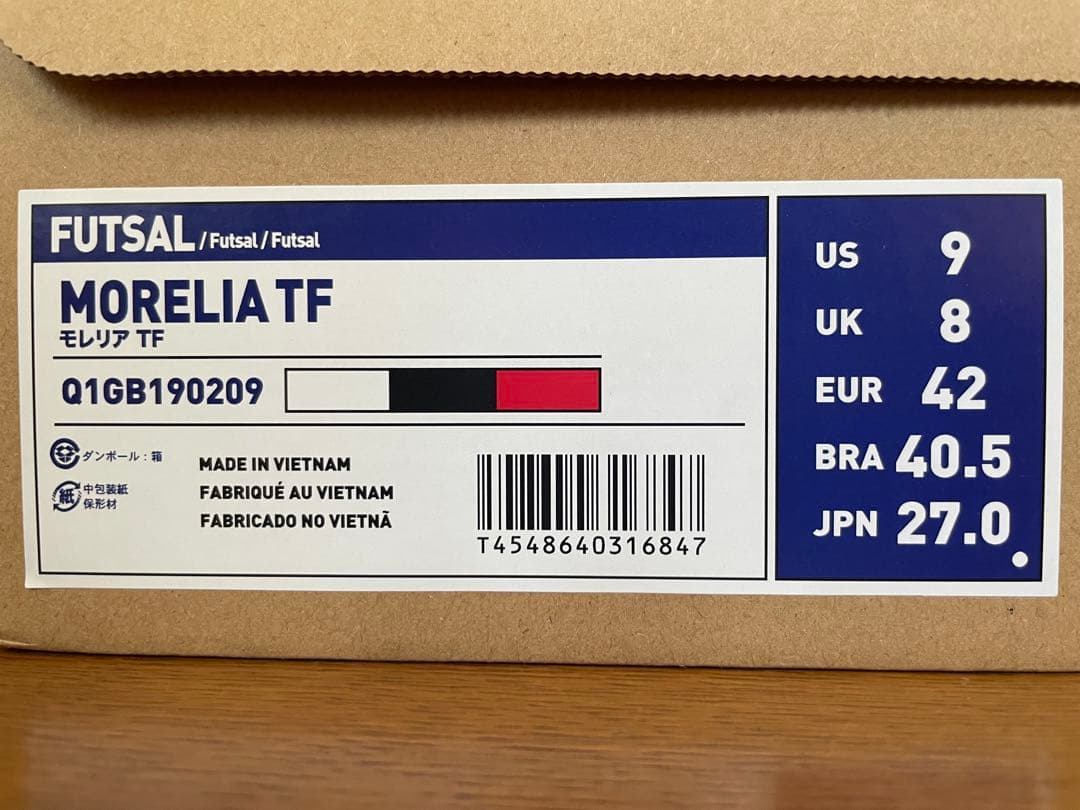 FUTSAL/Futsal/Futsal
MORELIA TF
モレリア TF
Q1GB190209
ダンボール：箱
紙
中包装紙
保形材
MADE IN VIETNAM
FABRIQUÉ AU VIETNAM
FABRICADO NO VIETNÃ
T4548640316847
US 9
UK 8
EUR 42
BRA 40.5
JPN 27.0